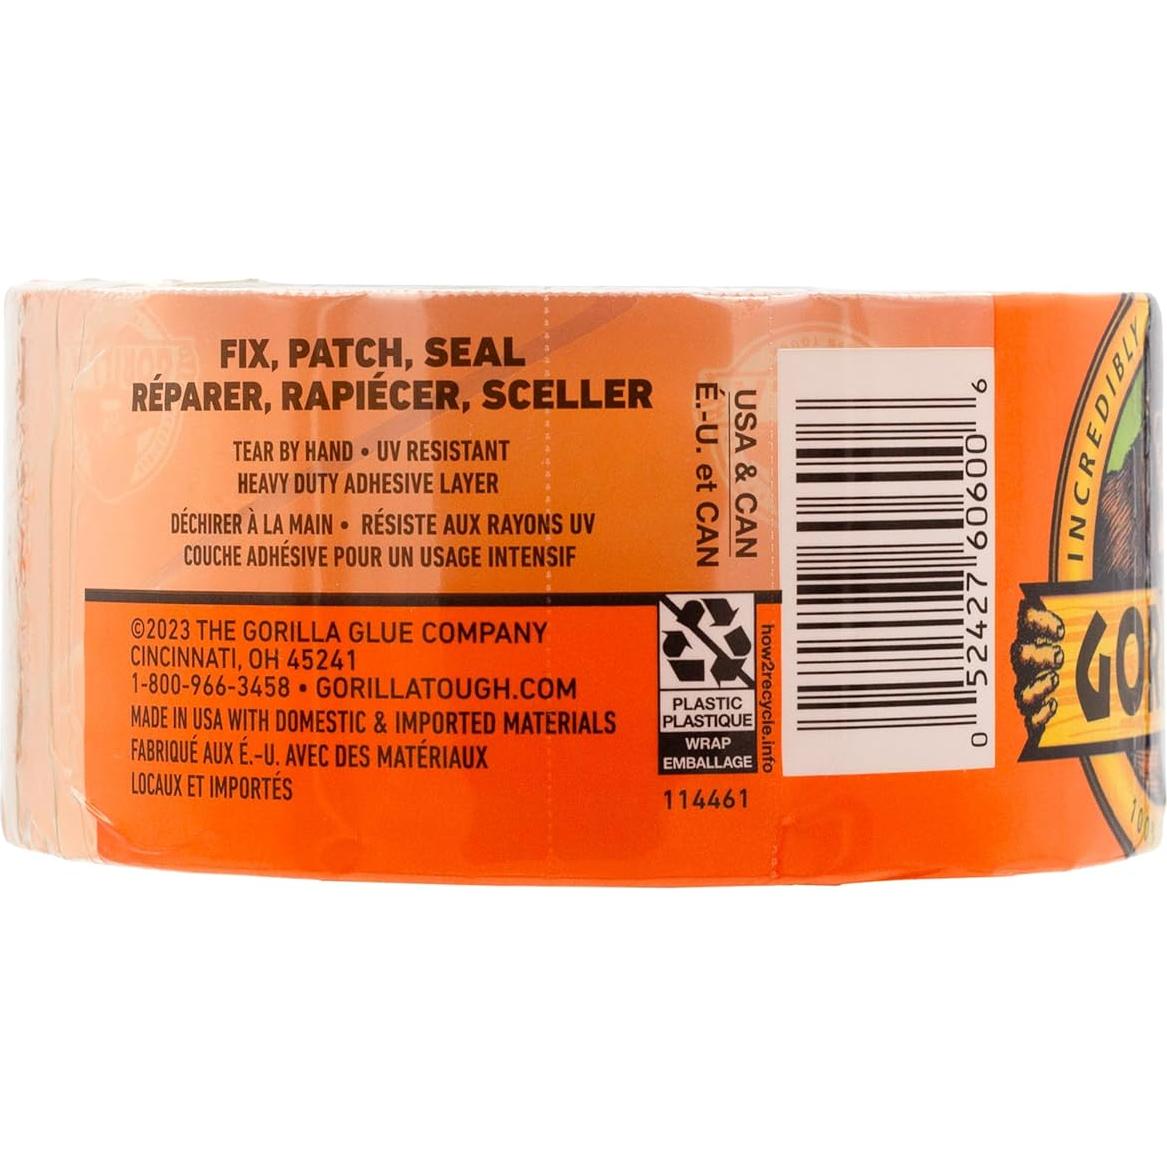 FIX, PATCH, SEAL
RÉPARER, RAPIÉCER, SCELLER
TEAR BY HAND • UV RESISTANT
HEAVY DUTY ADHESIVE LAYER
DÉCHIRER À LA MAIN • RÉSISTE AUX RAYONS UV
COUCHE ADHÉSIVE POUR UN USAGE INTENSIF
©2023 THE GORILLA GLUE COMPANY
CINCINNATI, OH 45241
1-800-966-3458 • GORILLATOUGH.COM
MADE IN USA WITH DOMESTIC & IMPORTED MATERIALS
FABRIQUÉ AUX É.-U. AVEC DES MATÉRIAUX
LOCAUX ET IMPORTÉS
USA & CAN
É.-U. et CAN
PLASTIC
PLASTIQUE
WRAP
EMBALLAGE
how2recycle.info
114461
0 52427 60600 6
INCREDIBLY
GO
100